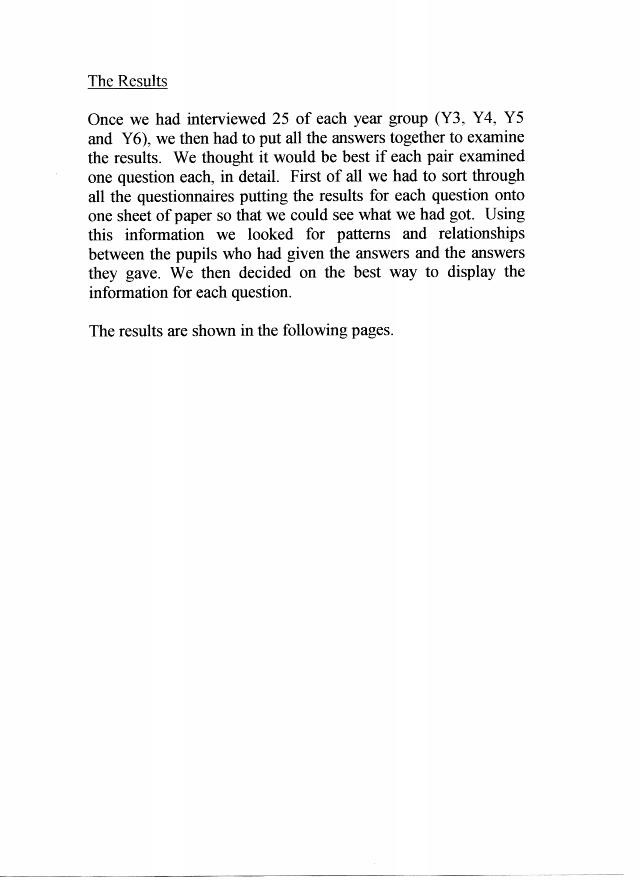 The Results
Once we had interviewed 25 of each year group (Y3, Y4, Y5
and Y6), we then had to put all the answers together to examine
the results. We thought it would be best if each pair examined
one question each, in detail. First of all we had to sort through
all the questionnaires putting the results for each question onto
one sheet of paper so that we could see what we had got. Using
this information we looked for patterns and relationships
between the pupils who had given the answers and the answers
they gave. We then decided on the best way to display the
information for each question.
The results are shown in the following pages.